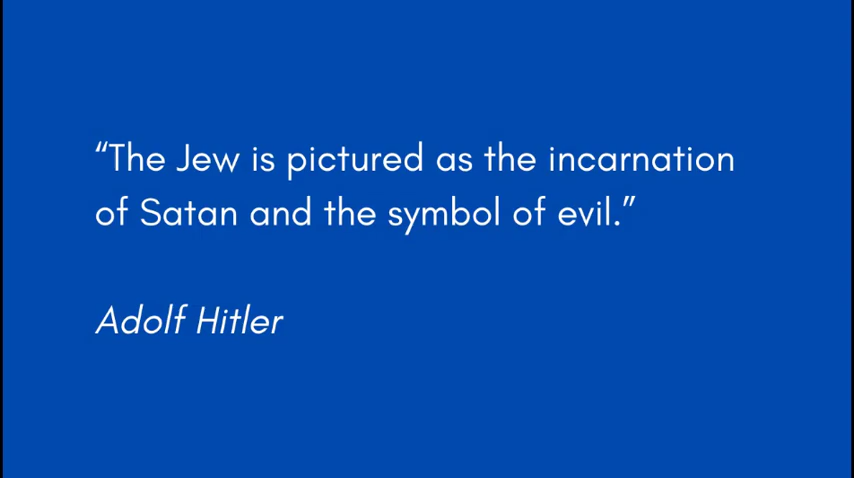 “The Jew is pictured as the incarnation
of Satan and the symbol of evil.”
Adolf Hitler